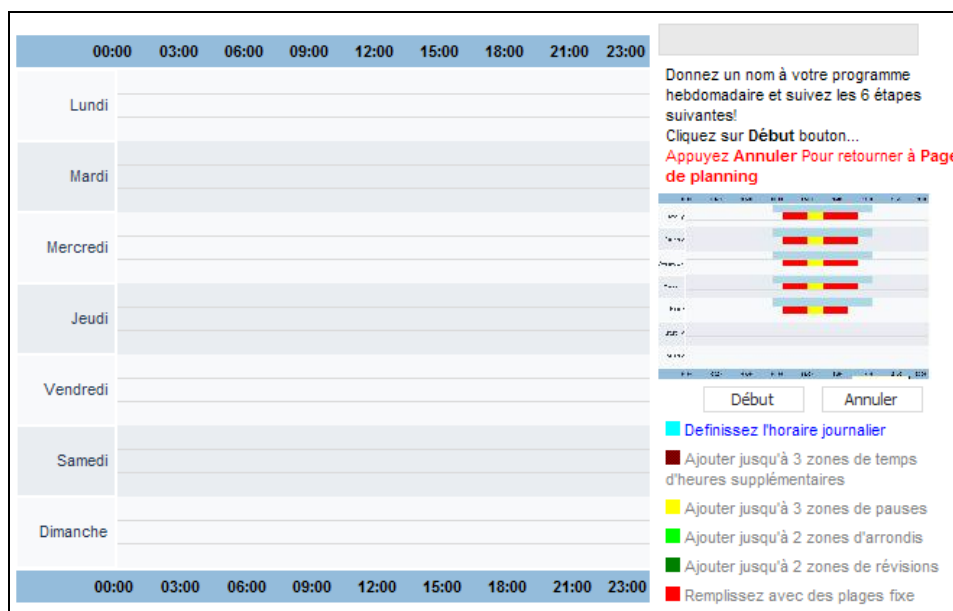 00:00 03:00 06:00 09:00 12:00 15:00 18:00 21:00 23:00
Lundi
Mardi
Mercredi
Jeudi
Vendredi
Samedi
Dimanche
00:00 03:00 06:00 09:00 12:00 15:00 18:00 21:00 23:00
Donnez un nom à votre programme
hebdomadaire et suivez les 6 étapes
suivantes!
Cliquez sur Début bouton...
Appuyez Annuler Pour retourner à Page
de planning
Début Annuler
Definissez l'horaire journalier
Ajouter jusqu'à 3 zones de temps
d'heures supplémentaires
Ajouter jusqu'à 3 zones de pauses
Ajouter jusqu'à 2 zones d'arrondis
Ajouter jusqu'à 2 zones de révisions
Remplissez avec des plages fixe